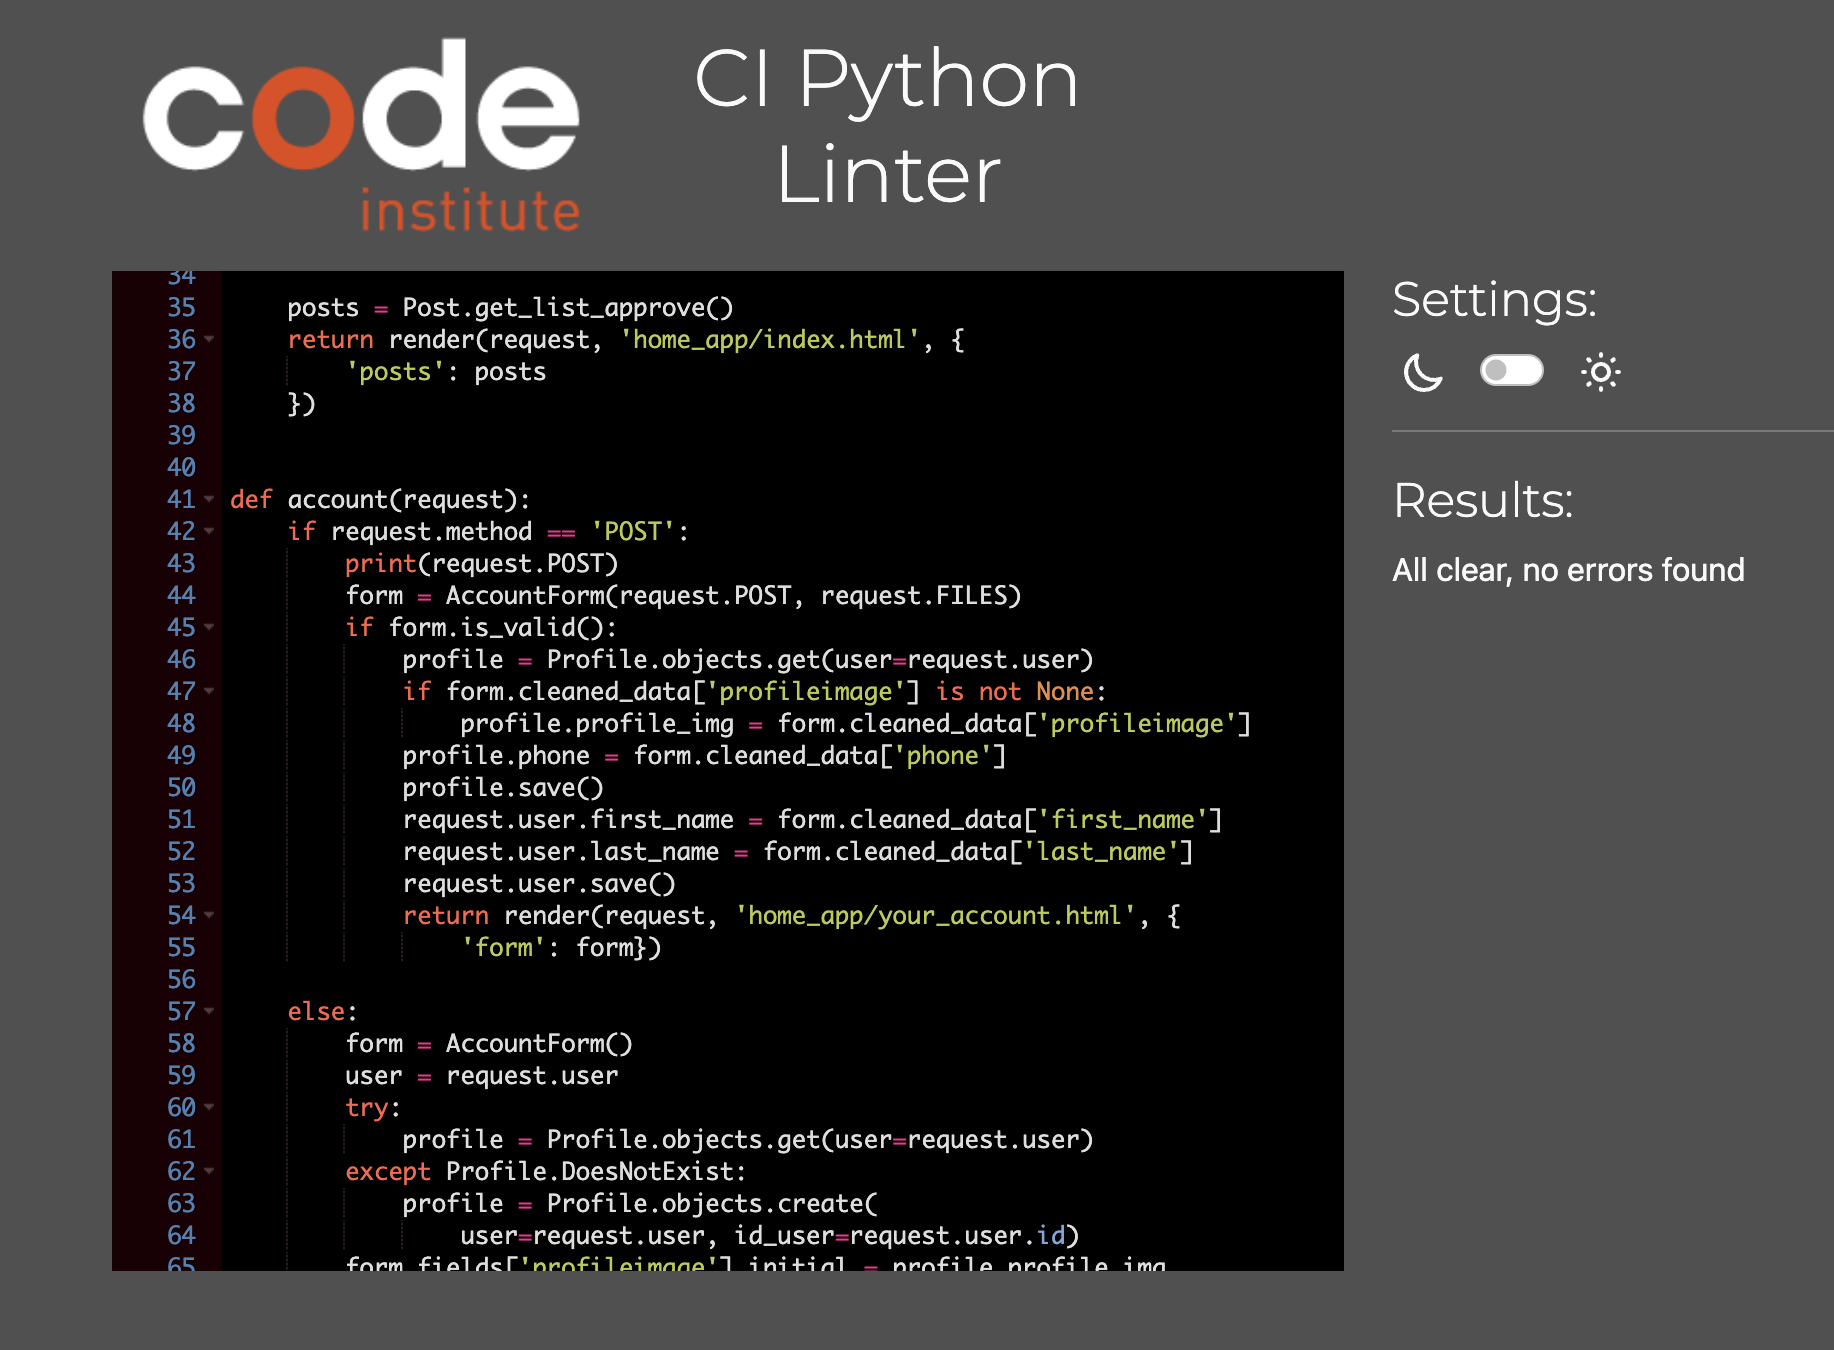 code
institute
CI Python
Linter
34
35     posts = Post.get_list_approve()
36     return render(request, 'home_app/index.html', {
37         'posts': posts
38     })
39
40
41 def account(request):
42     if request.method == 'POST':
43         print(request.POST)
44         form = AccountForm(request.POST, request.FILES)
45         if form.is_valid():
46             profile = Profile.objects.get(user=request.user)
47             if form.cleaned_data['profileimage'] is not None:
48                 profile.profile_img = form.cleaned_data['profileimage']
49             profile.phone = form.cleaned_data['phone']
50             profile.save()
51             request.user.first_name = form.cleaned_data['first_name']
52             request.user.last_name = form.cleaned_data['last_name']
53             request.user.save()
54             return render(request, 'home_app/your_account.html', {
55                 'form': form})
56
57     else:
58         form = AccountForm()
59         user = request.user
60         try:
61             profile = Profile.objects.get(user=request.user)
62         except Profile.DoesNotExist:
63             profile = Profile.objects.create(
64                 user=request.user, id_user=request.user.id)
65         form.fields['profileimage'].initial = profile.profile_img
Settings:
Results:
All clear, no errors found